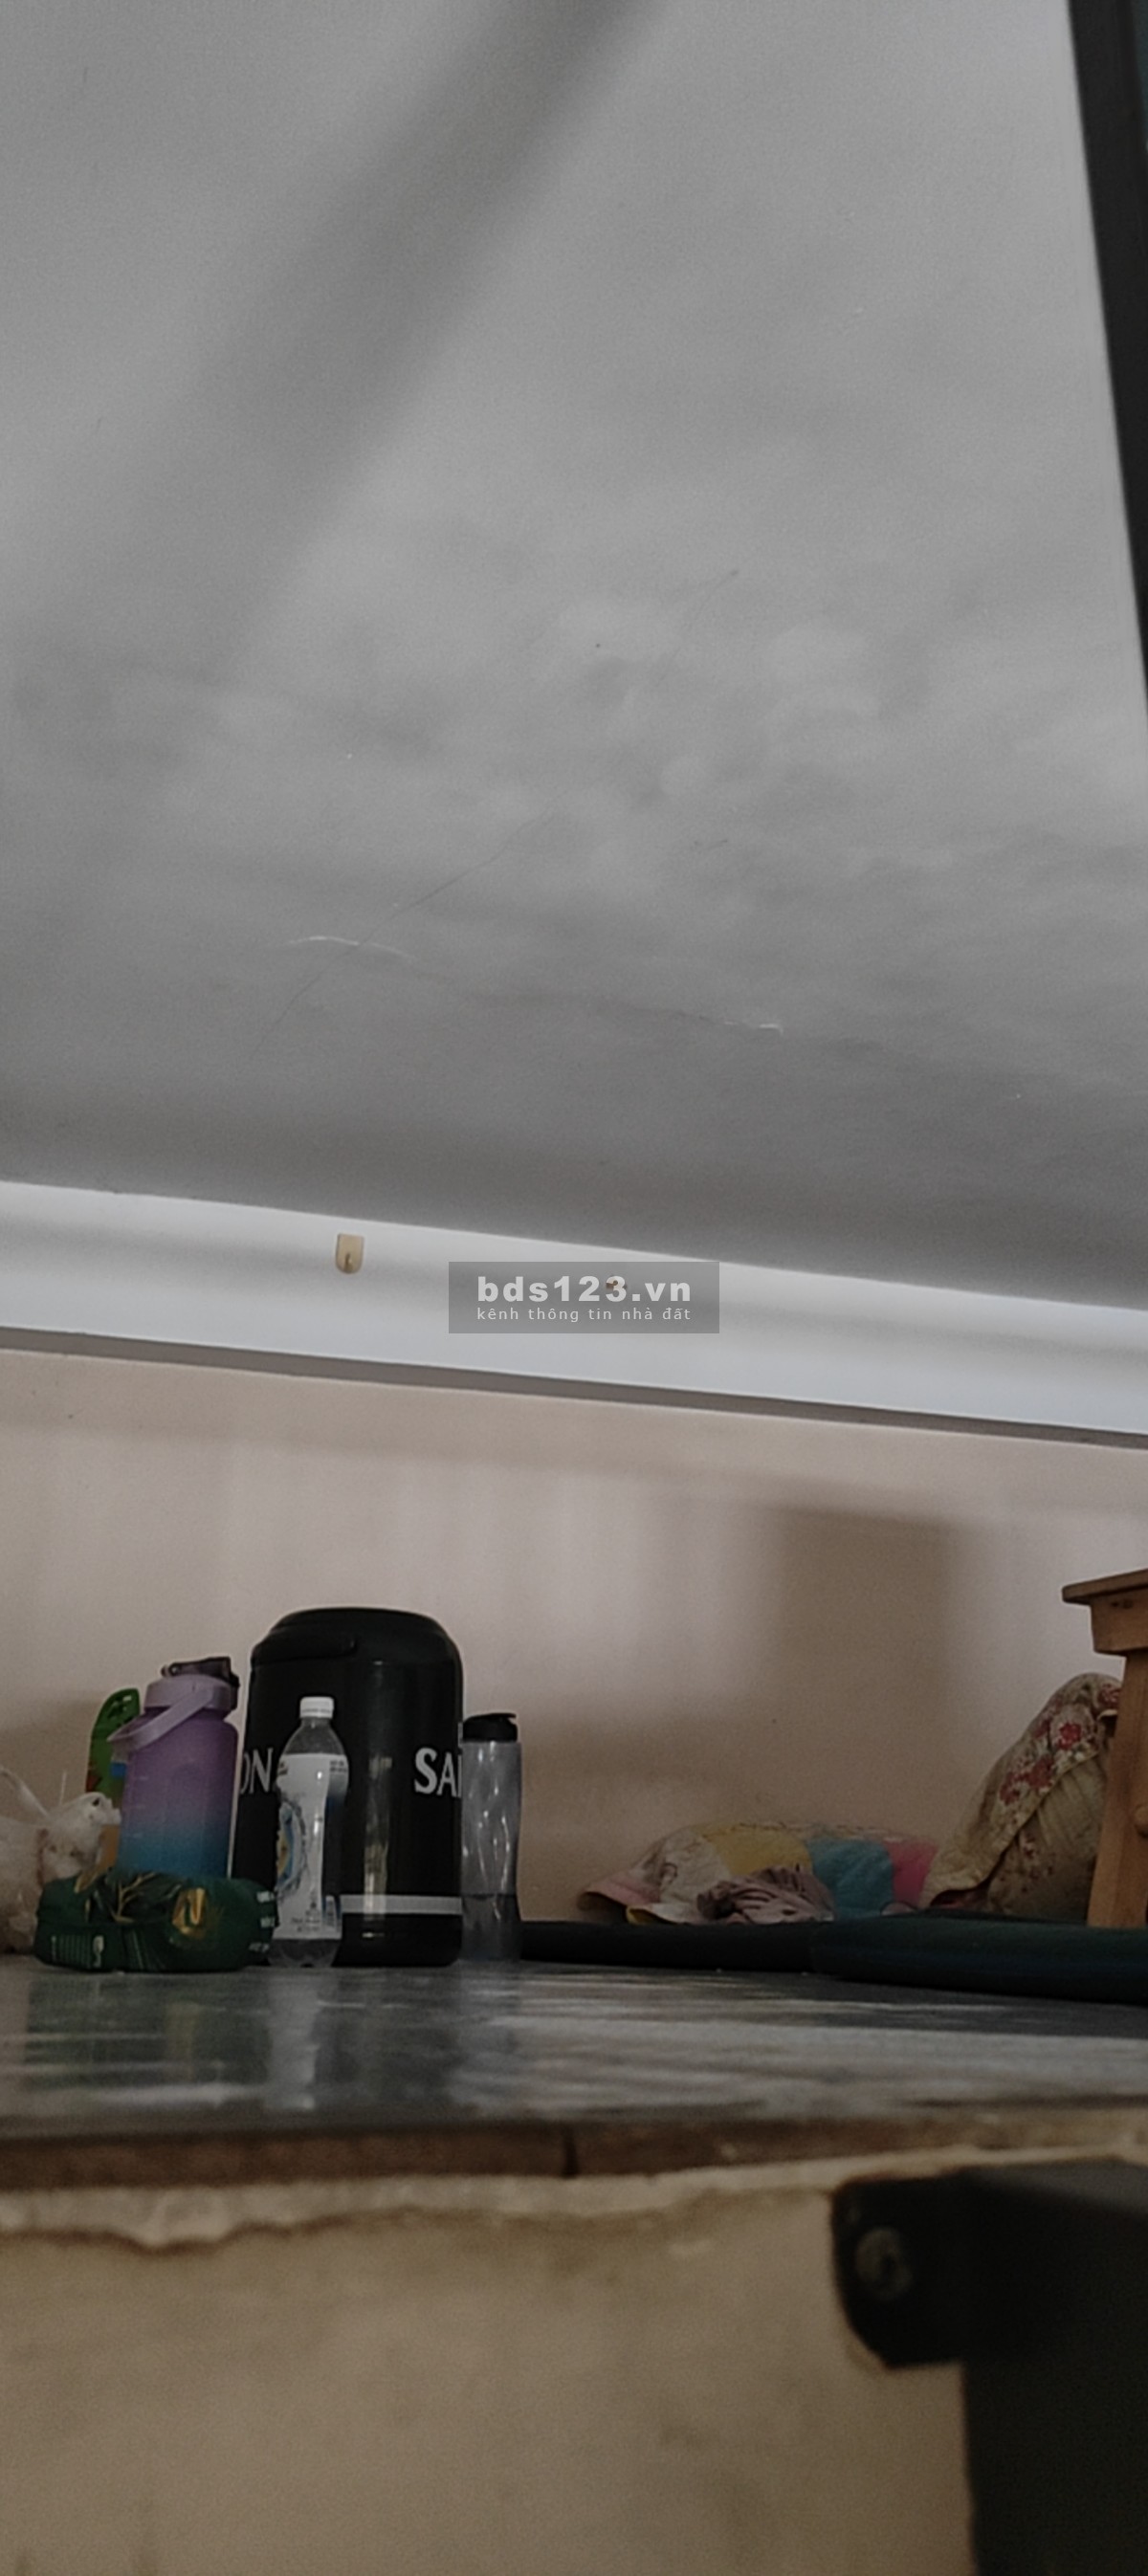 bds123.vn
kênh thông tin nhà đất
ON
SA